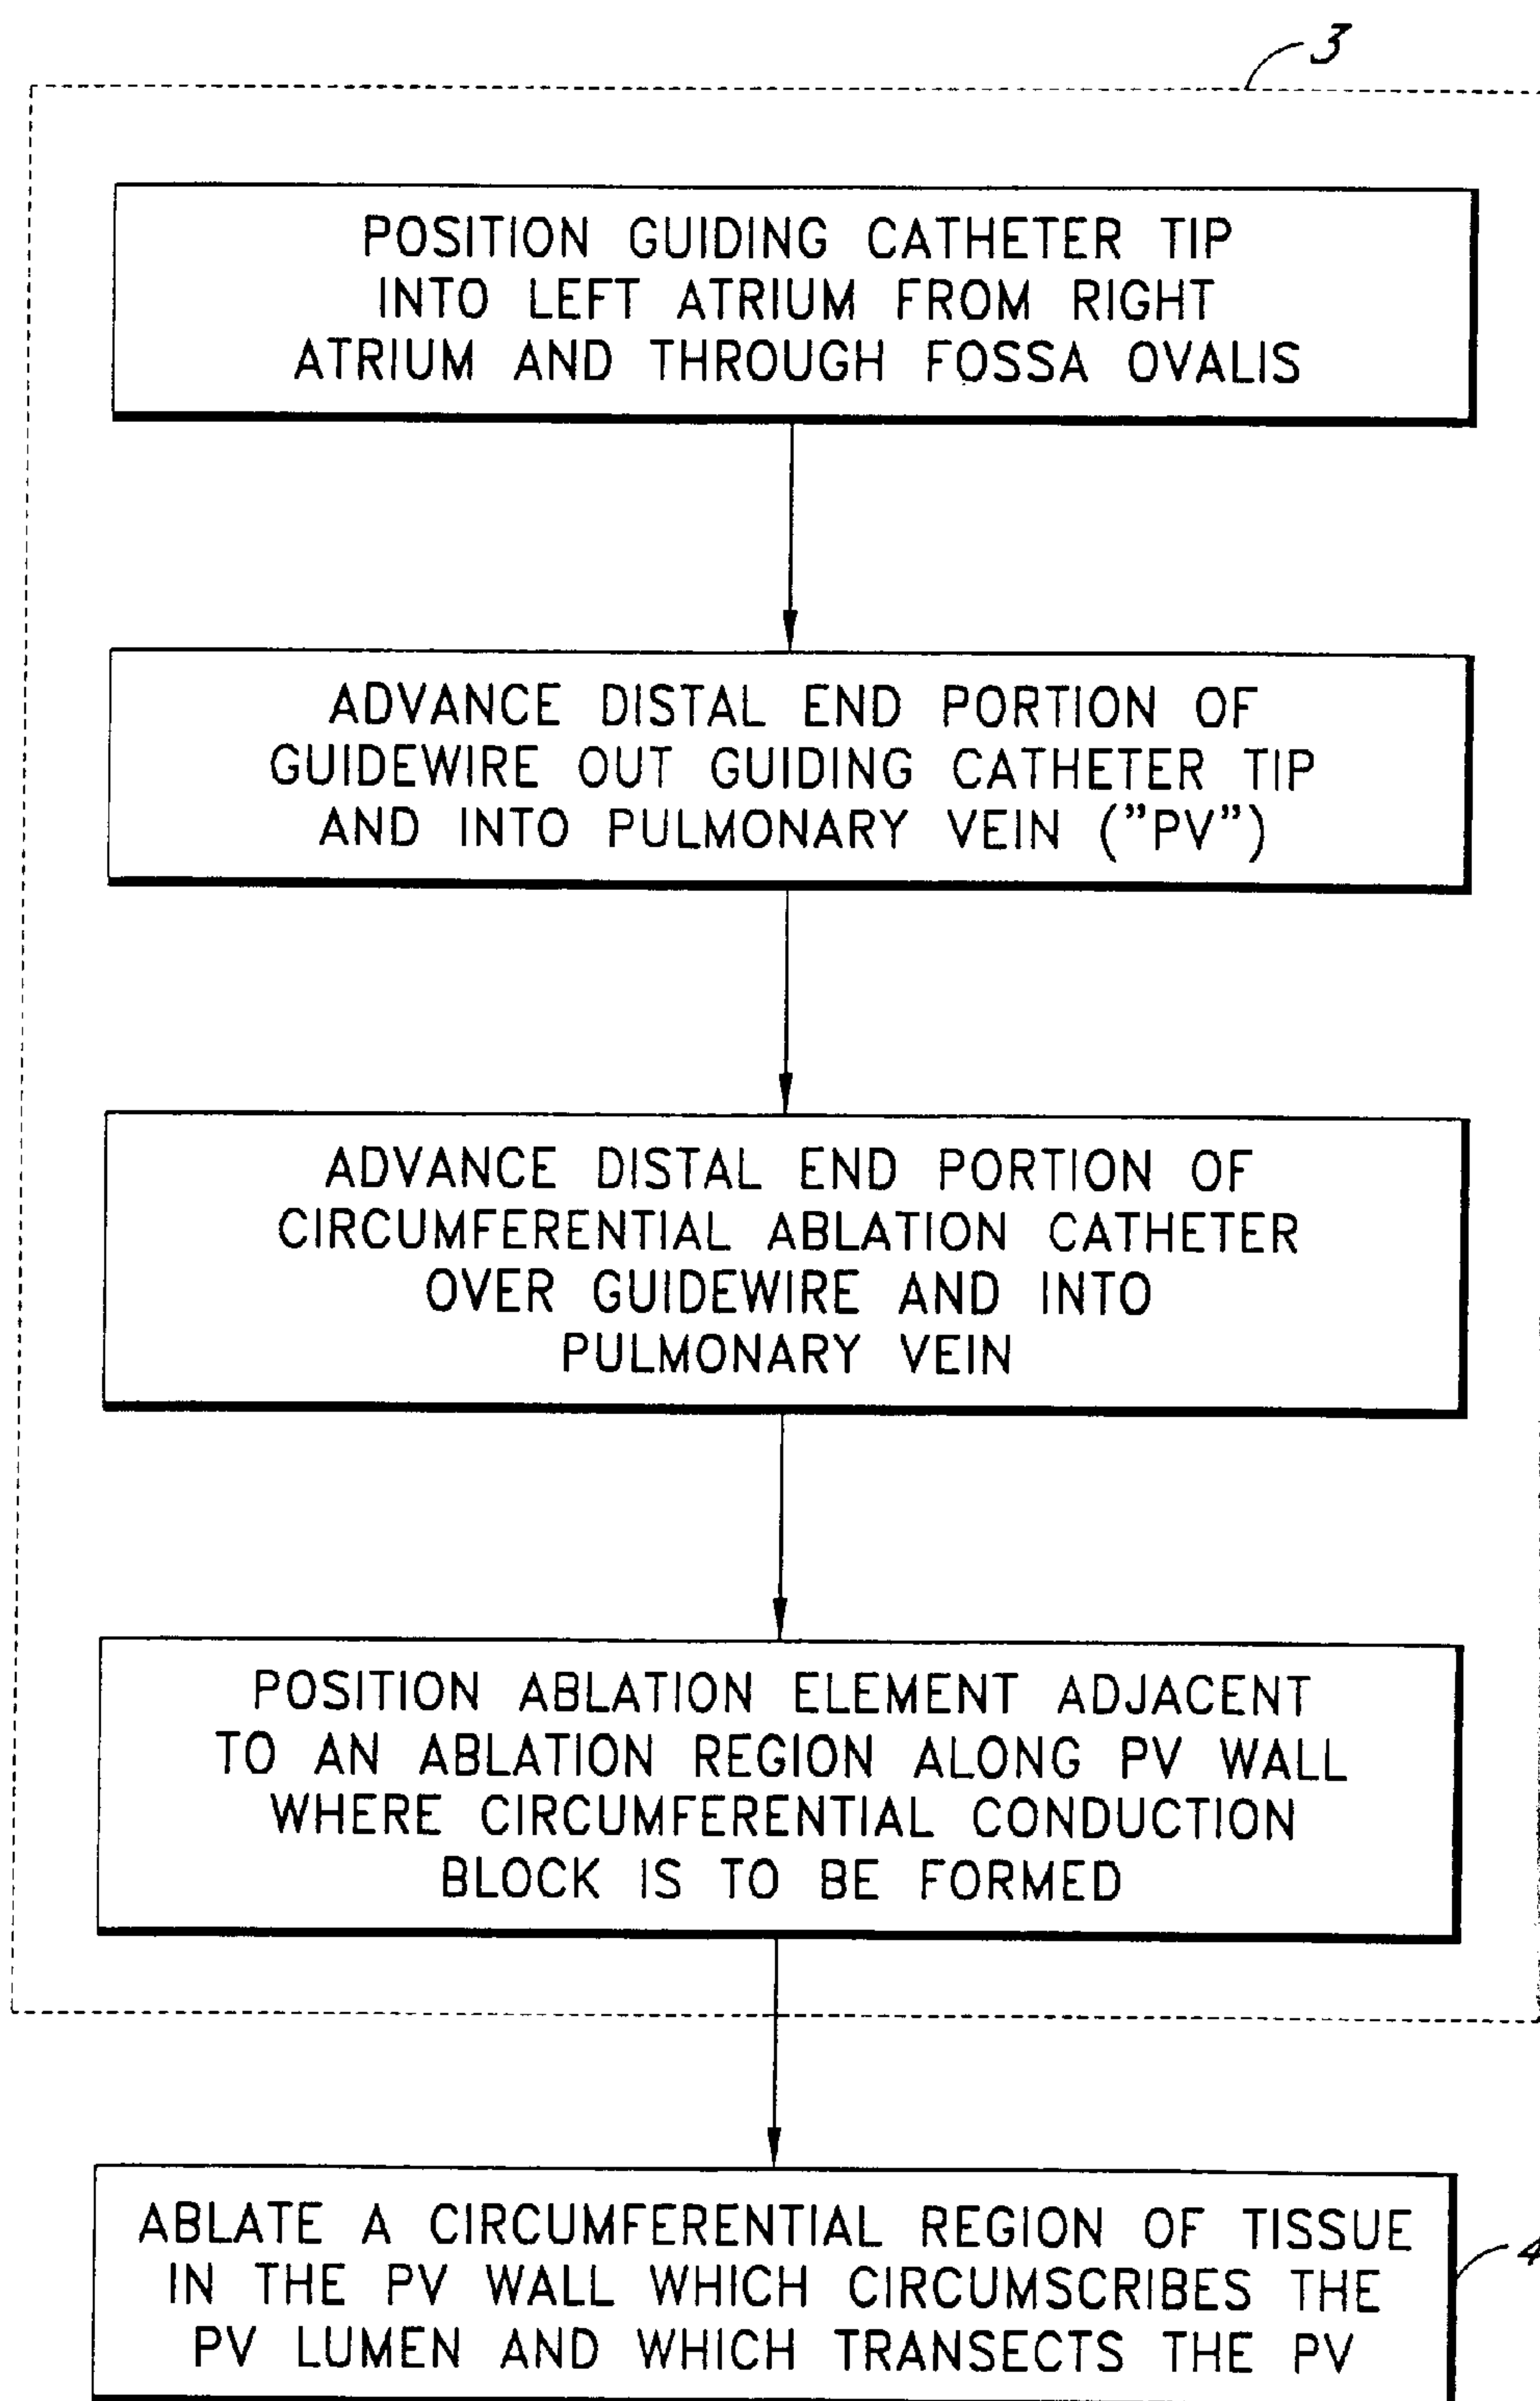 3
POSITION GUIDING CATHETER TIP
INTO LEFT ATRIUM FROM RIGHT
ATRIUM AND THROUGH FOSSA OVALIS
ADVANCE DISTAL END PORTION OF
GUIDEWIRE OUT GUIDING CATHETER TIP
AND INTO PULMONARY VEIN ("PV")
ADVANCE DISTAL END PORTION OF
CIRCUMFERENTIAL ABLATION CATHETER
OVER GUIDEWIRE AND INTO
PULMONARY VEIN
POSITION ABLATION ELEMENT ADJACENT
TO AN ABLATION REGION ALONG PV WALL
WHERE CIRCUMFERENTIAL CONDUCTION
BLOCK IS TO BE FORMED
ABLATE A CIRCUMFERENTIAL REGION OF TISSUE
IN THE PV WALL WHICH CIRCUMSCRIBES THE
PV LUMEN AND WHICH TRANSECTS THE PV
4